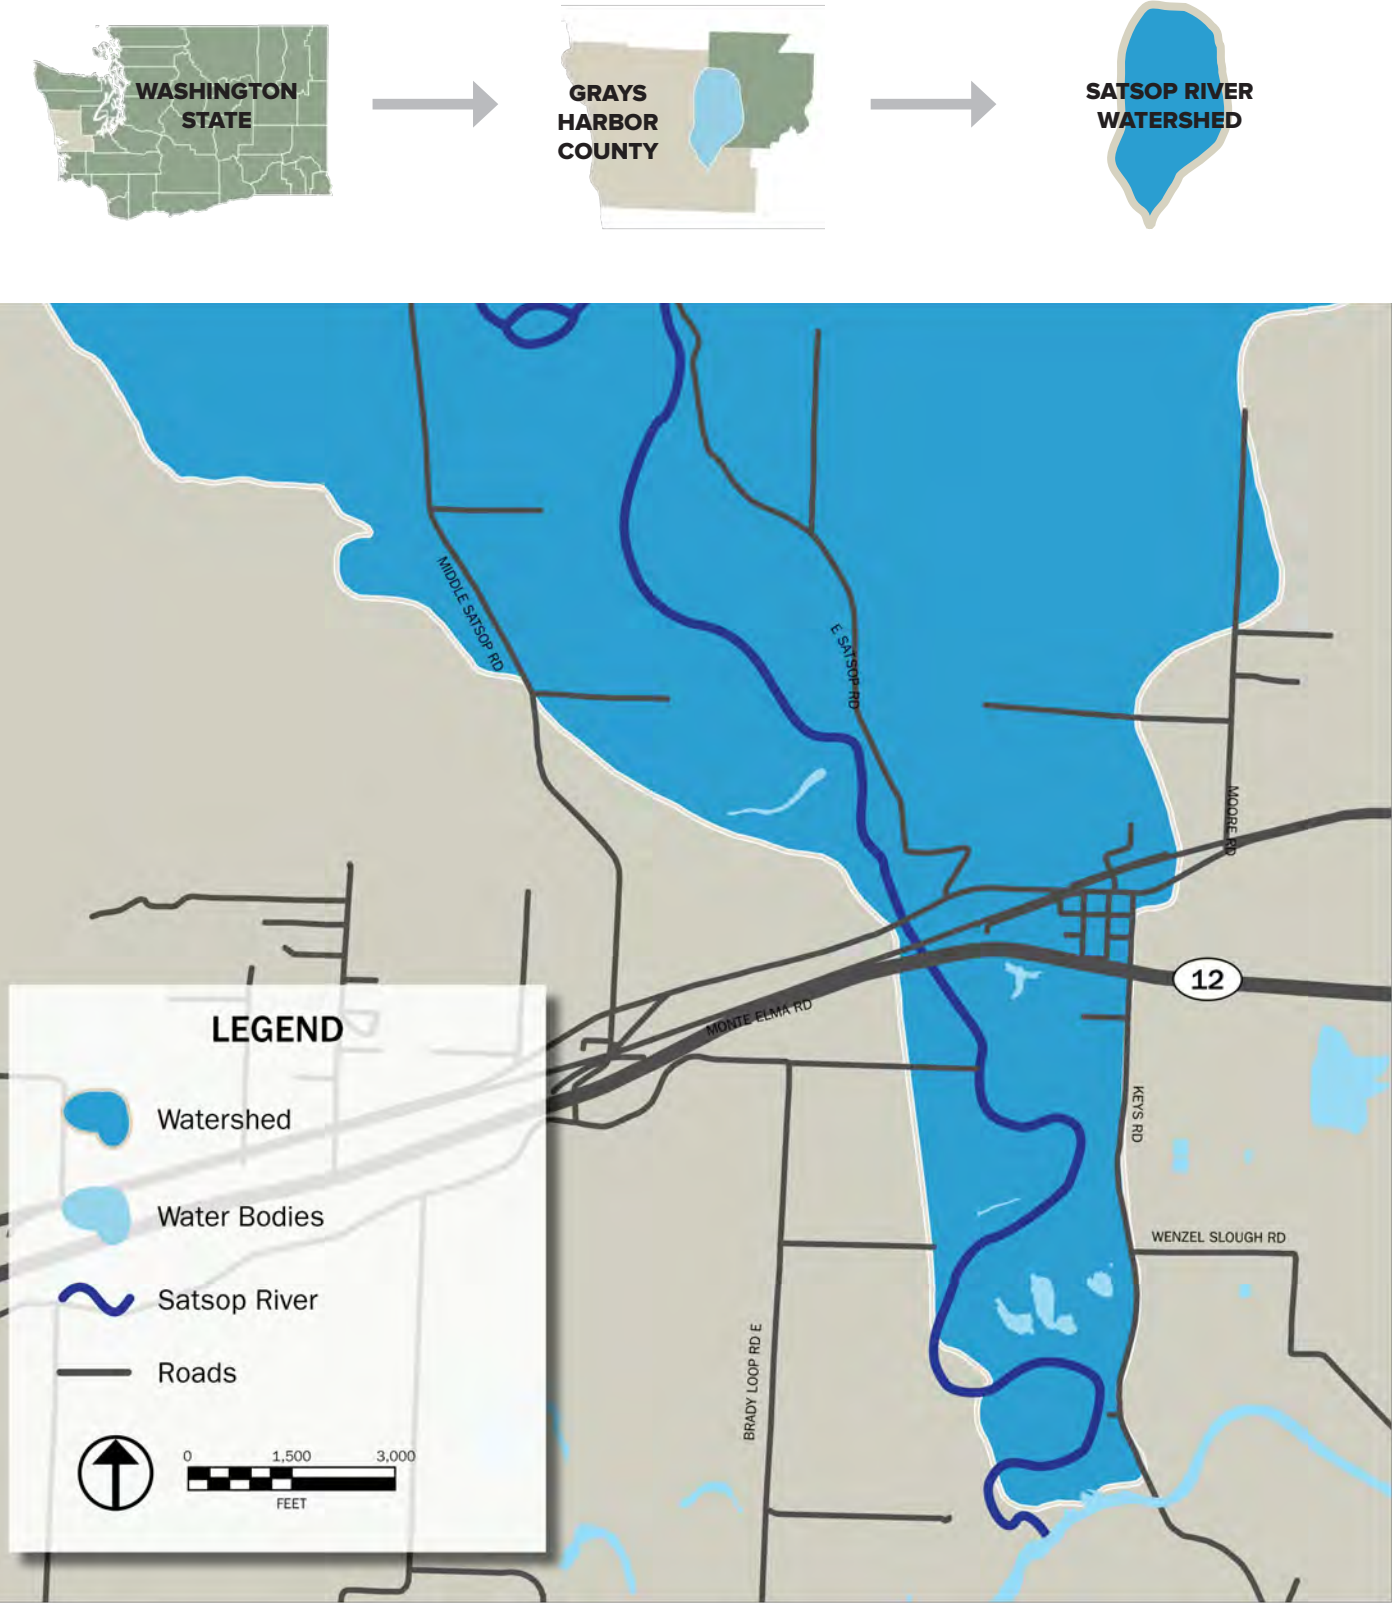 WASHINGTON
STATE
GRAYS
HARBOR
COUNTY
SATSOP RIVER
WATERSHED
MIDDLE SATSOP RD
E SATSOP RD
MOORE RD
12
MONTE ELMA RD
KEYS RD
WENZEL SLOUGH RD
BRADY LOOP RD E
LEGEND
Watershed
Water Bodies
Satsop River
Roads
0 1,500 3,000
FEET